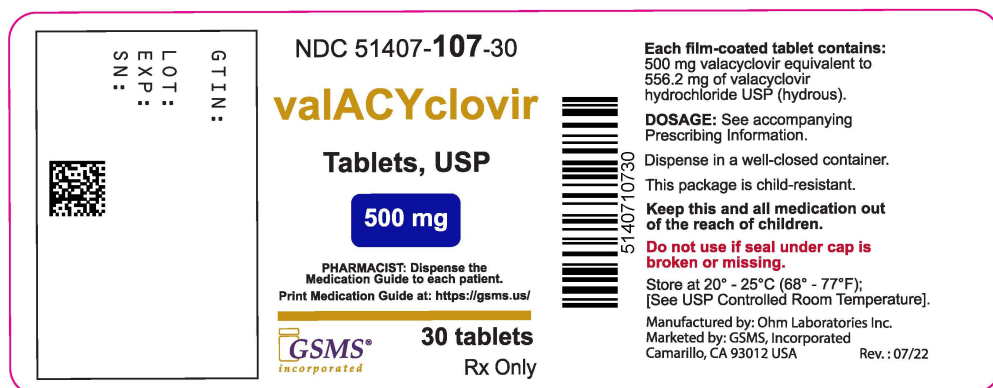 GTIN:
LOT:
EXP:
SN:
NDC 51407-107-30
valACYclovir
Tablets, USP
500 mg
PHARMACIST: Dispense the
Medication Guide to each patient.
Print Medication Guide at: https://gsms.us/
GSMS®
incorporated
30 tablets
Rx Only
5140710730
Each film-coated tablet contains:
500 mg valacyclovir equivalent to
556.2 mg of valacyclovir
hydrochloride USP (hydrous).
DOSAGE: See accompanying
Prescribing Information.
Dispense in a well-closed container.
This package is child-resistant.
Keep this and all medication out
of the reach of children.
Do not use if seal under cap is
broken or missing.
Store at 20° - 25°C (68° - 77°F);
[See USP Controlled Room Temperature].
Manufactured by: Ohm Laboratories Inc.
Marketed by: GSMS, Incorporated
Camarillo, CA 93012 USA Rev. : 07/22